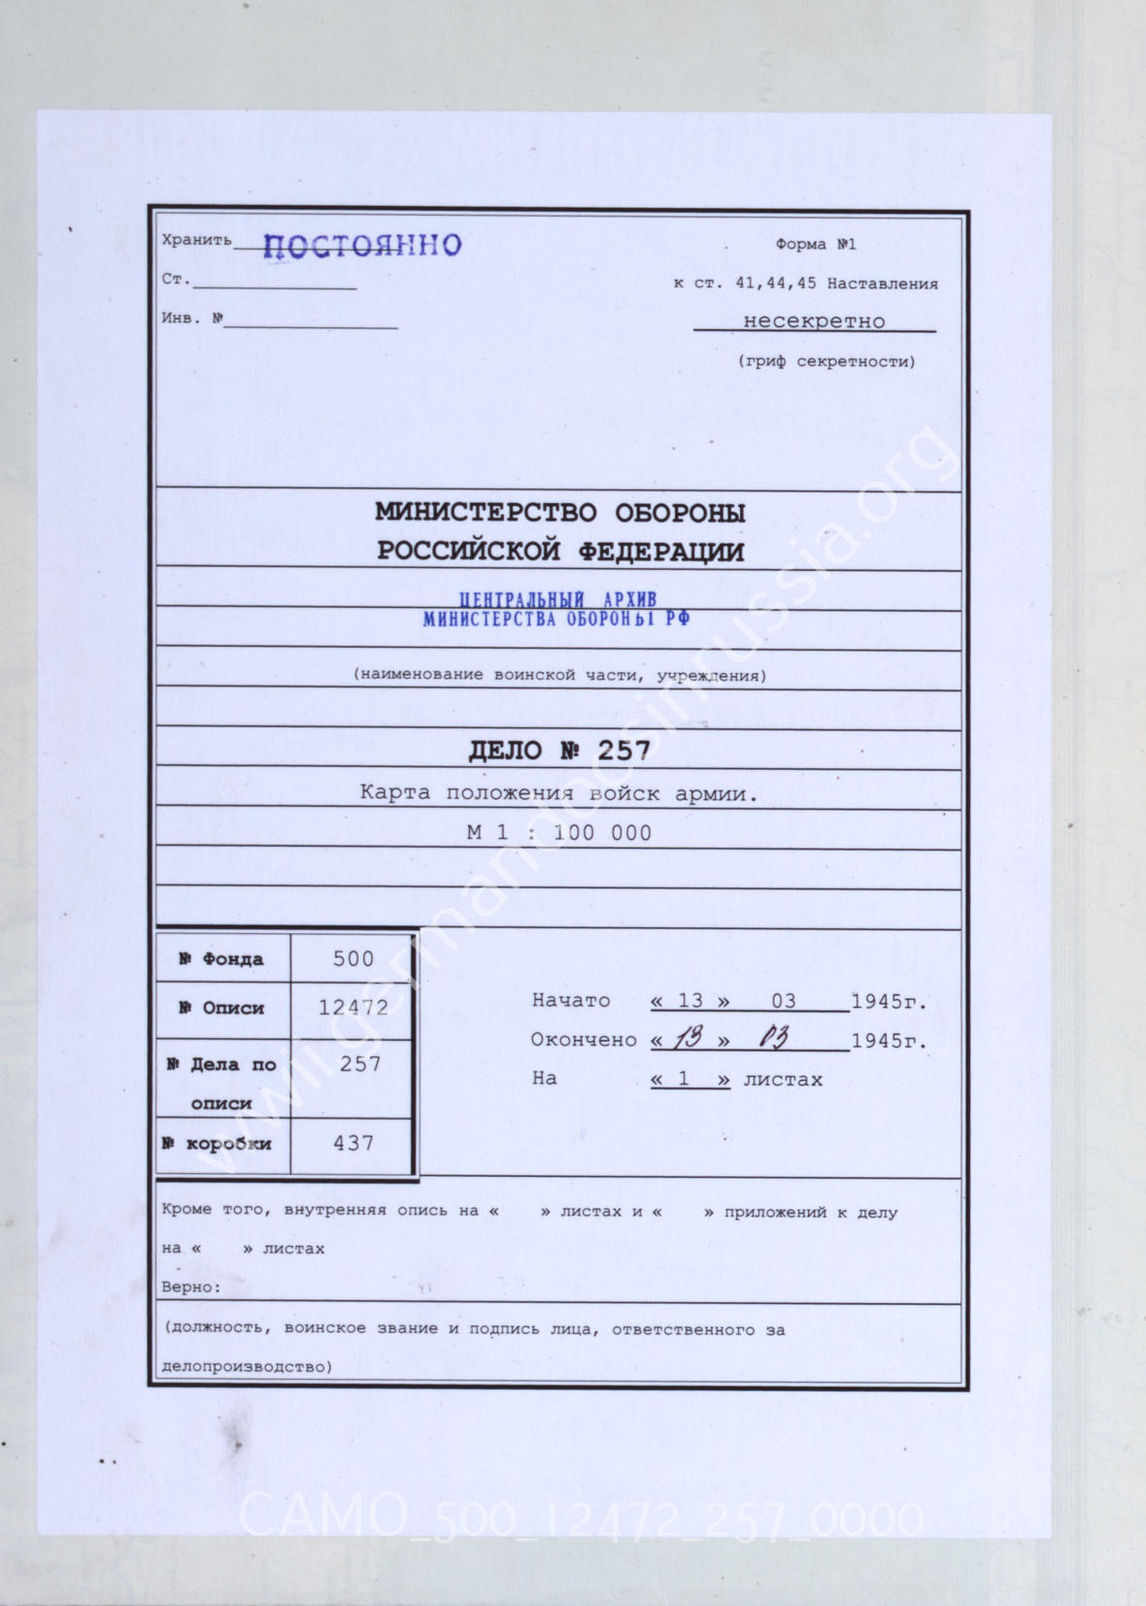 Хранить ПОСТОЯННО
Форма №1
Ст.
к ст. 41,44,45 Наставления
Инв. №
несекретно
(гриф секретности)
МИНИСТЕРСТВО ОБОРОНЫ
РОССИЙСКОЙ ФЕДЕРАЦИИ
ЦЕНТРАЛЬНЫЙ АРХИВ
МИНИСТЕРСТВА ОБОРОНЫ РФ
(наименование воинской части, учреждения)
ДЕЛО № 257
Карта положения войск армии.
М 1 : 100 000
№ Фонда 500
№ Описи 12472
№ Дела по описи 257
№ коробки 437
Начато « 13 » 03 1945г.
Окончено « 13 » 03 1945г.
На « 1 » листах
Кроме того, внутренняя опись на « » листах и « » приложений к делу
на « » листах
Верно:
(должность, воинское звание и подпись лица, ответственного за
делопроизводство)
wwii.germandocsinrussia.org
CAMO_500_12472_257_0000